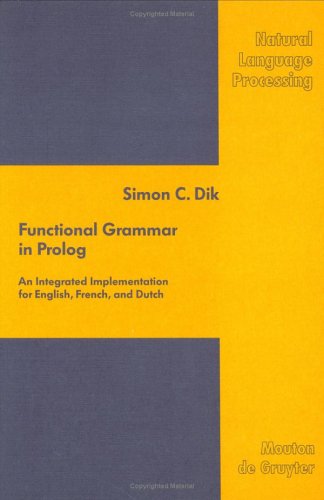 Natural
Language
Processing
Simon C. Dik
Functional Grammar
in Prolog
An Integrated Implementation
for English, French, and Dutch
Mouton
de Gruyter